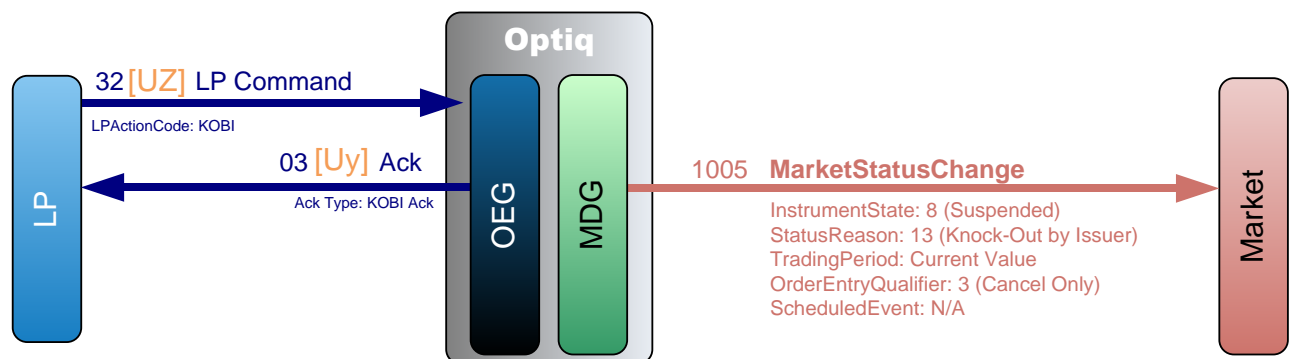 Optiq
32 [UZ] LP Command
LPActionCode: KOBI
03 [Uy] Ack
Ack Type: KOBI Ack
LP
OEG
MDG
1005 MarketStatusChange
InstrumentState: 8 (Suspended)
StatusReason: 13 (Knock-Out by Issuer)
TradingPeriod: Current Value
OrderEntryQualifier: 3 (Cancel Only)
ScheduledEvent: N/A
Market